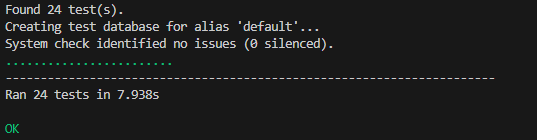 Found 24 test(s).
Creating test database for alias 'default'...
System check identified no issues (0 silenced).
........................
----------------------------------------------------------------------
Ran 24 tests in 7.938s
OK